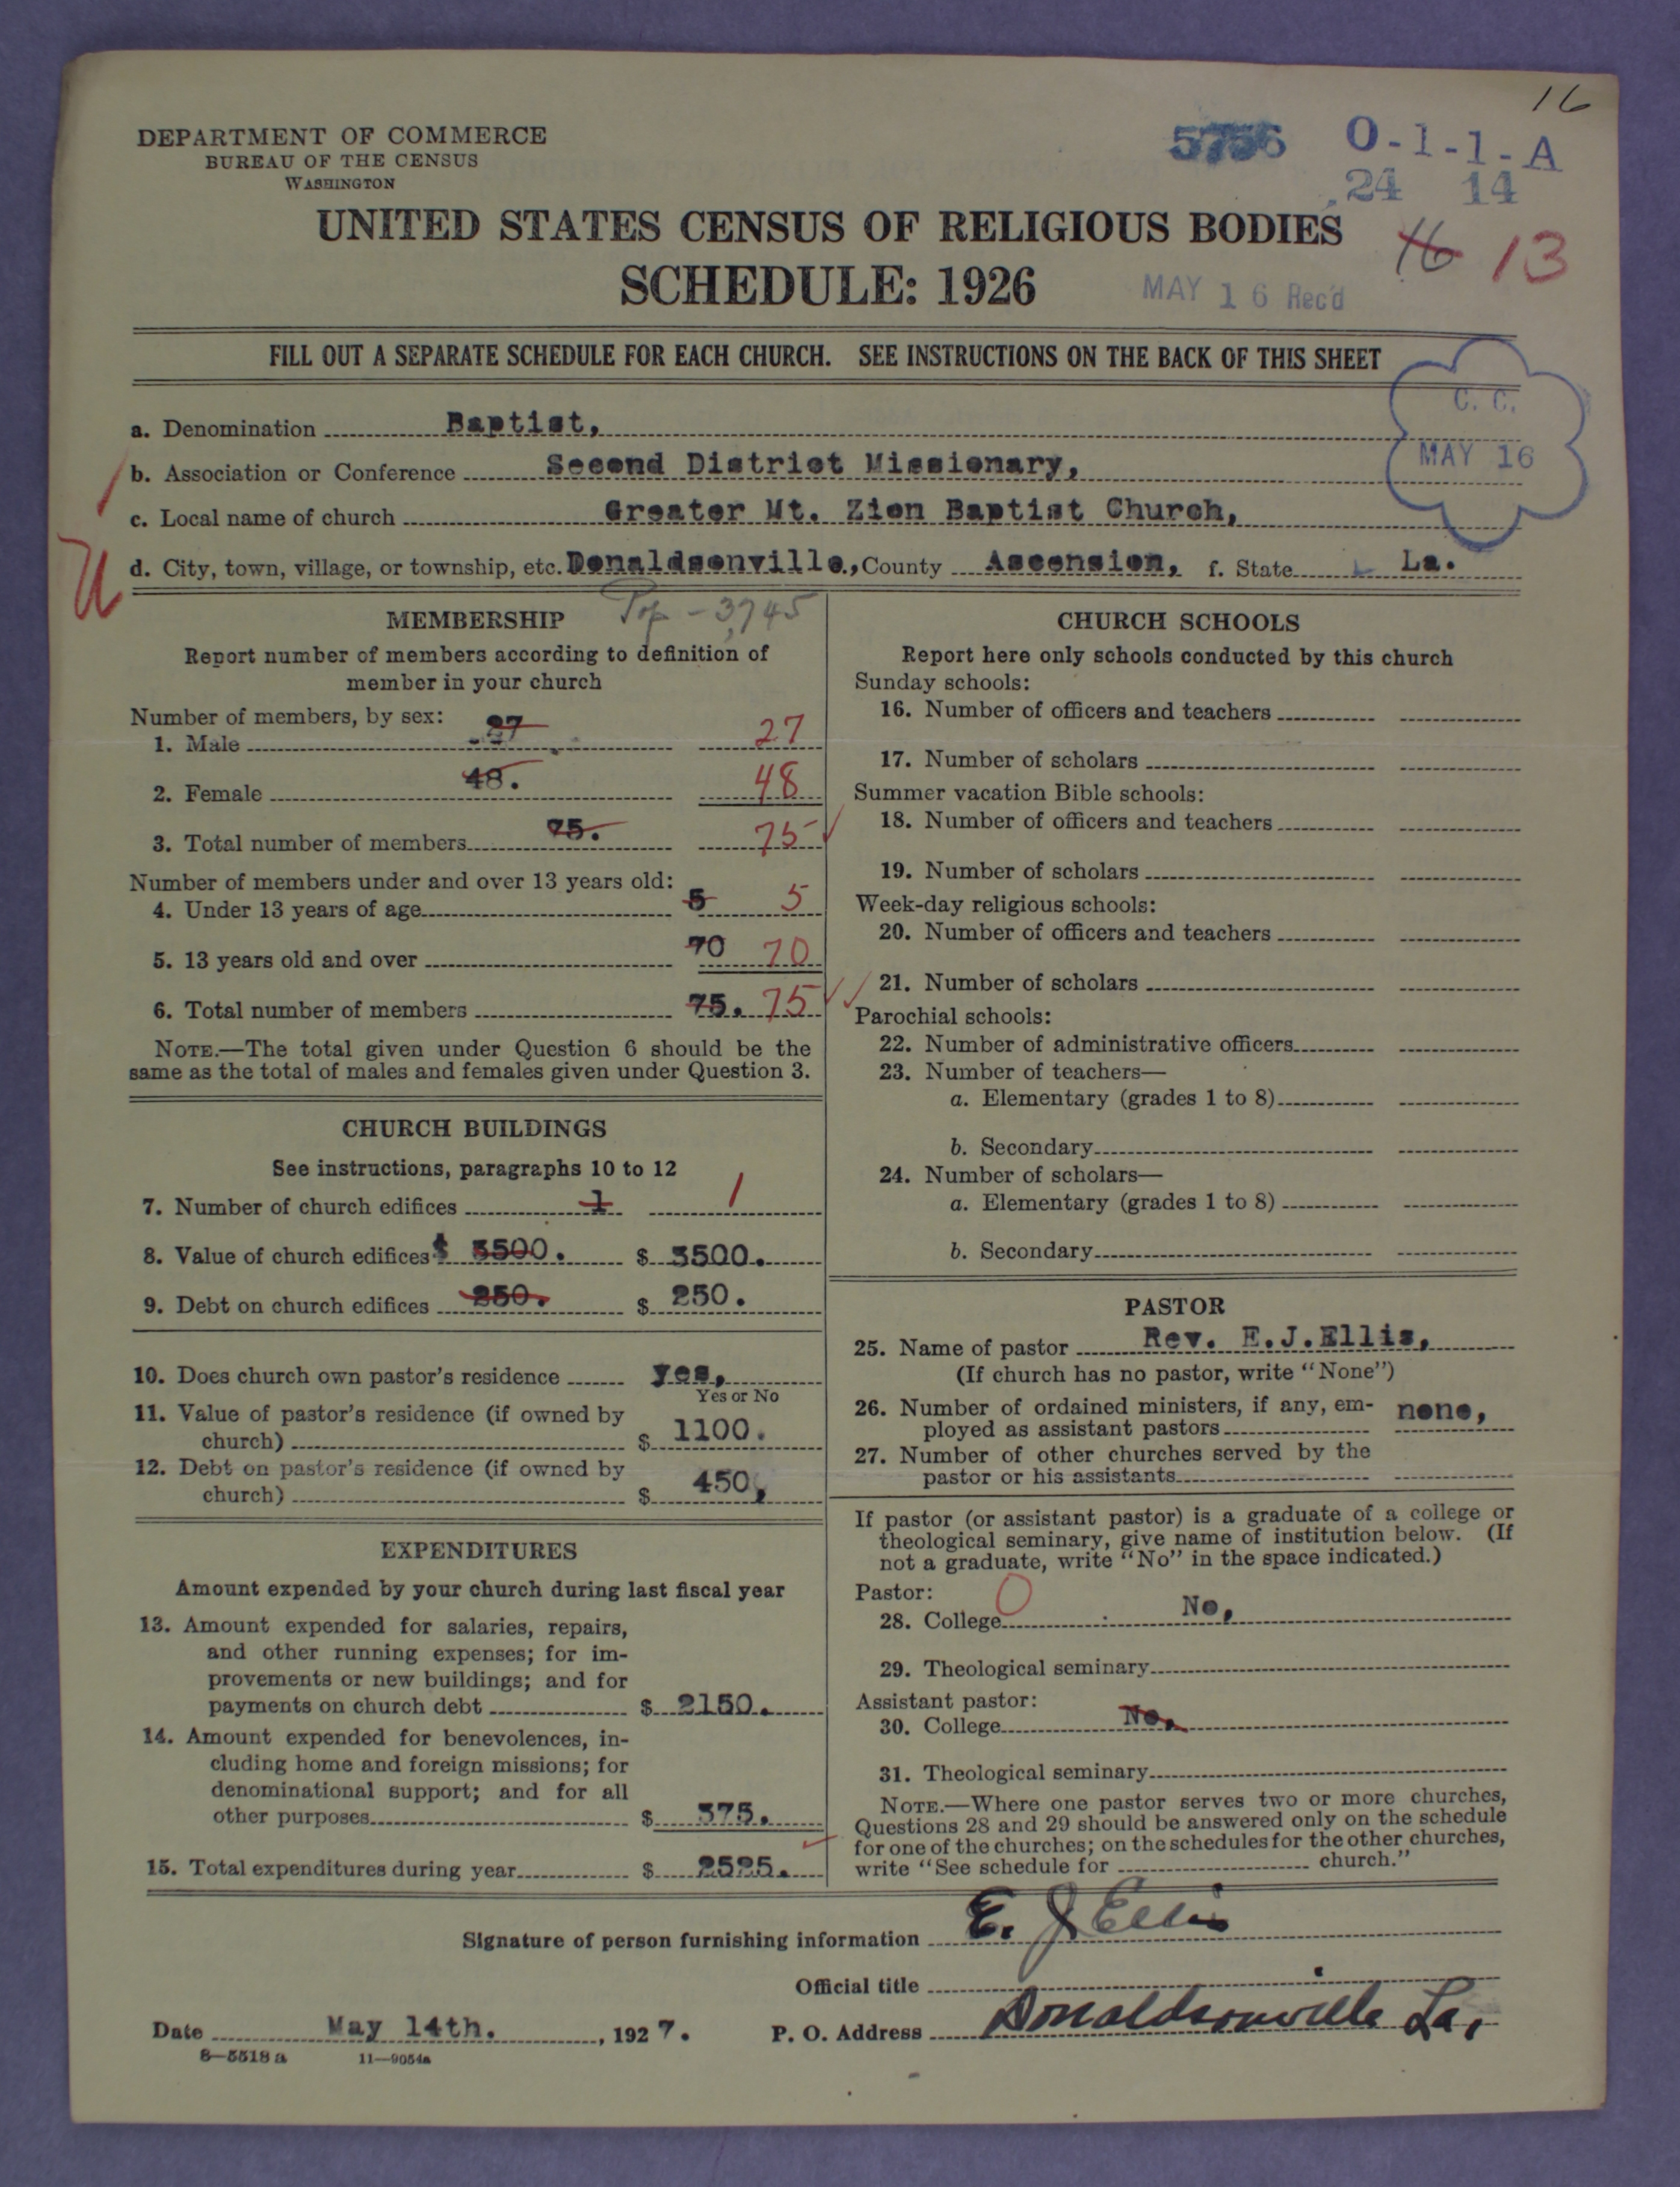 16
DEPARTMENT OF COMMERCE
BUREAU OF THE CENSUS
WASHINGTON
5756 O-1-1-A
24 14
UNITED STATES CENSUS OF RELIGIOUS BODIES
16 13
SCHEDULE: 1926
MAY 16 Rec'd
FILL OUT A SEPARATE SCHEDULE FOR EACH CHURCH. SEE INSTRUCTIONS ON THE BACK OF THIS SHEET
C. C.
MAY 16
a. Denomination Baptist,
b. Association or Conference Second District Missionary,
c. Local name of church Greater Mt. Zion Baptist Church,
d. City, town, village, or township, etc. Donaldsonville., County Ascension, f. State La.
MEMBERSHIP Pop - 3,745
Report number of members according to definition of
member in your church
Number of members, by sex:
1. Male 27 27
2. Female 48. 48
3. Total number of members 75. 75
Number of members under and over 13 years old:
4. Under 13 years of age 5 5
5. 13 years old and over 70 70
6. Total number of members 75. 75
NOTE.—The total given under Question 6 should be the
same as the total of males and females given under Question 3.
CHURCH BUILDINGS
See instructions, paragraphs 10 to 12
7. Number of church edifices 1 1
8. Value of church edifices $ 3500. $ 3500.
9. Debt on church edifices 250. $ 250.
10. Does church own pastor's residence yes,
Yes or No
11. Value of pastor's residence (if owned by
church) $ 1100.
12. Debt on pastor's residence (if owned by
church) $ 450,
EXPENDITURES
Amount expended by your church during last fiscal year
13. Amount expended for salaries, repairs,
and other running expenses; for im-
provements or new buildings; and for
payments on church debt $ 2150.
14. Amount expended for benevolences, in-
cluding home and foreign missions; for
denominational support; and for all
other purposes $ 375.
15. Total expenditures during year $ 2525.
CHURCH SCHOOLS
Report here only schools conducted by this church
Sunday schools:
16. Number of officers and teachers
17. Number of scholars
Summer vacation Bible schools:
18. Number of officers and teachers
19. Number of scholars
Week-day religious schools:
20. Number of officers and teachers
21. Number of scholars
Parochial schools:
22. Number of administrative officers
23. Number of teachers—
a. Elementary (grades 1 to 8)
b. Secondary
24. Number of scholars—
a. Elementary (grades 1 to 8)
b. Secondary
PASTOR
25. Name of pastor Rev. E.J.Ellis,
(If church has no pastor, write "None")
26. Number of ordained ministers, if any, em-
ployed as assistant pastors none,
27. Number of other churches served by the
pastor or his assistants
If pastor (or assistant pastor) is a graduate of a college or
theological seminary, give name of institution below. (If
not a graduate, write "No" in the space indicated.)
Pastor: 0
28. College No,
29. Theological seminary
Assistant pastor:
30. College No,
31. Theological seminary
NOTE.—Where one pastor serves two or more churches,
Questions 28 and 29 should be answered only on the schedule
for one of the churches; on the schedules for the other churches,
write "See schedule for church."
Signature of person furnishing information E. J Ellis
Official title
Date May 14th. , 1927. P. O. Address Donaldsonville La,
8—5518 a 11—9054a